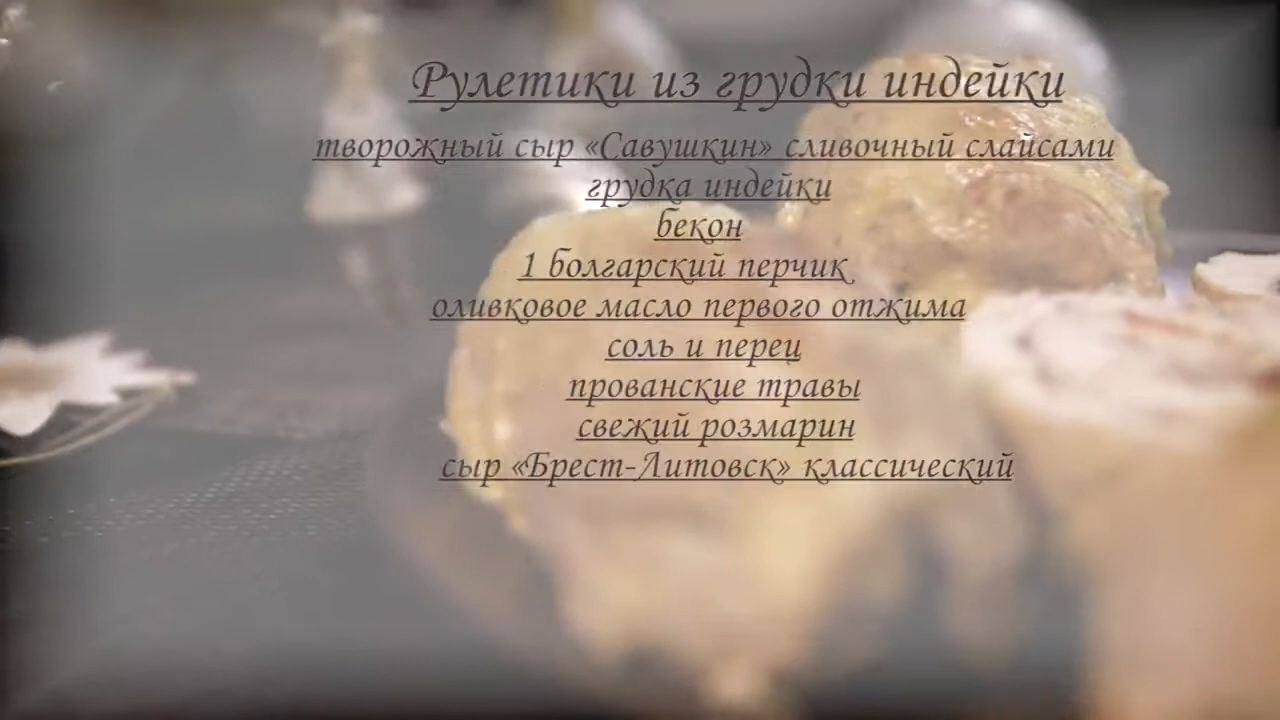 Рулетики из грудки индейки
творожный сыр «Савушкин» сливочный слайсами
грудка индейки
бекон
1 болгарский перчик
оливковое масло первого отжима
соль и перец
прованские травы
свежий розмарин
сыр «Брест-Литовск» классический